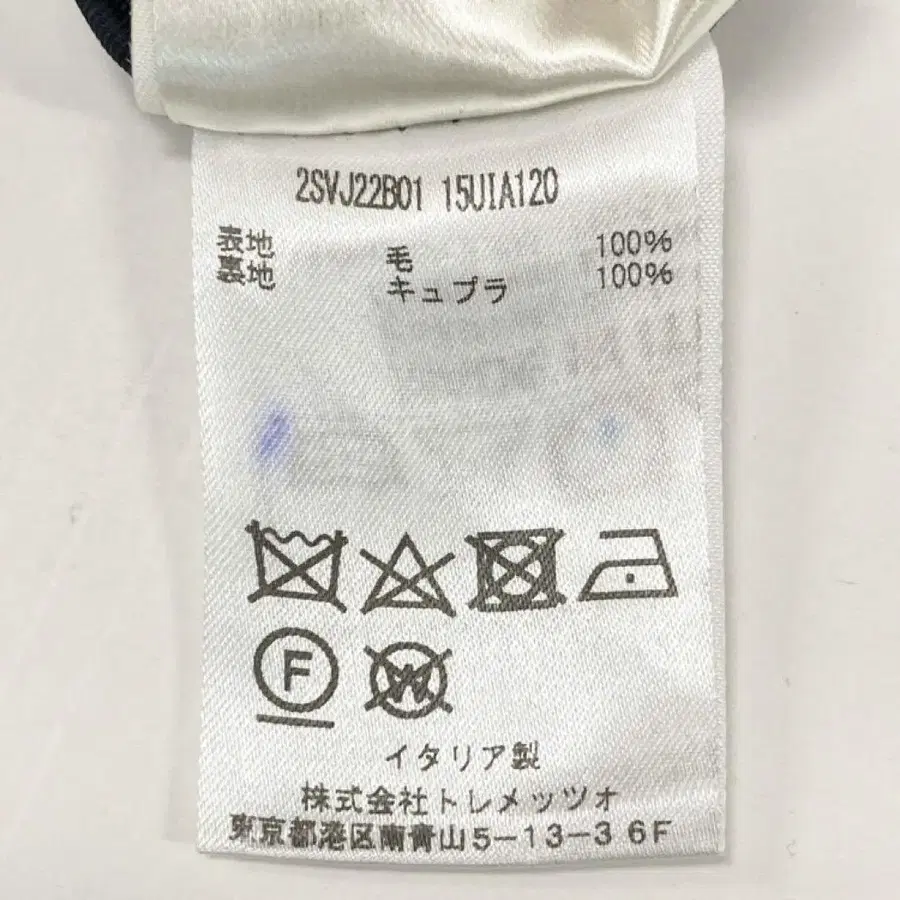 2SVJ22B01 15UIA120
表地 毛 100%
裏地 キュプラ 100%
F
W
イタリア製
株式会社トレメッツォ
東京都港区南青山5-13-3 6F